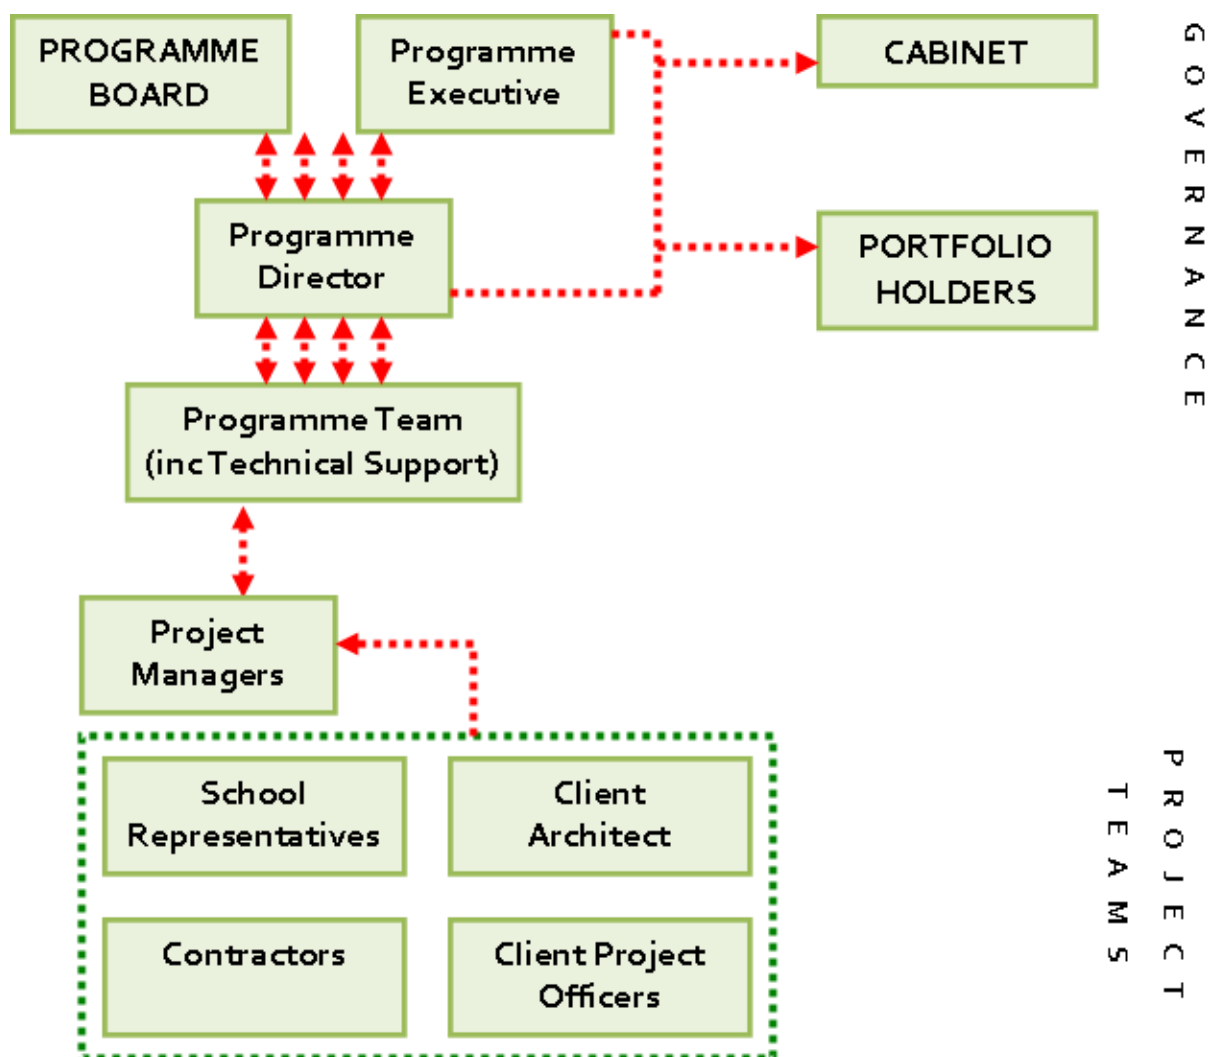 PROGRAMME
BOARD
Programme
Executive
CABINET
Programme
Director
PORTFOLIO
HOLDERS
Programme Team
(inc Technical Support)
Project
Managers
School
Representatives
Client
Architect
Contractors
Client Project
Officers
GOVERNANCE
PROJECT
TEAMS